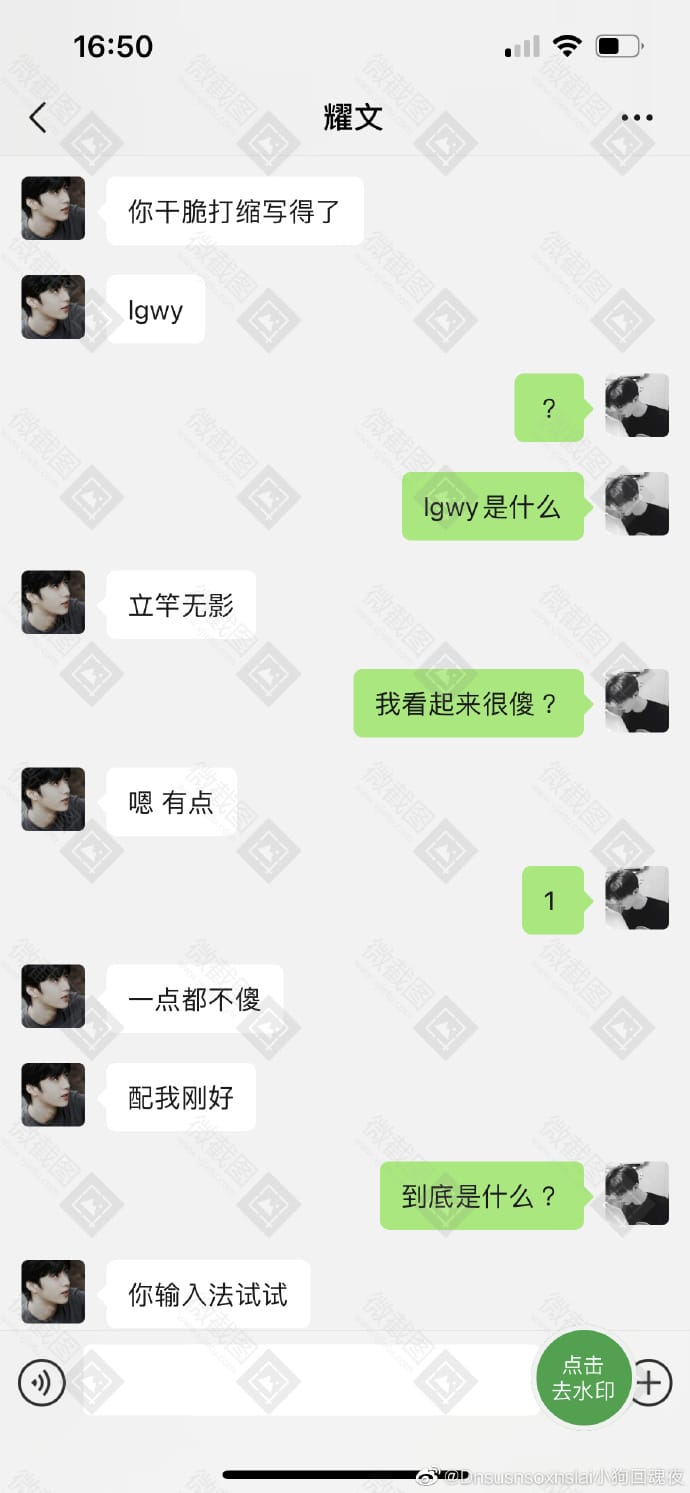 16:50
耀文
你干脆打缩写得了
lgwy
？
lgwy是什么
立竿无影
我看起来很傻？
嗯 有点
1
一点都不傻
配我刚好
到底是什么？
你输入法试试
点击
去水印
@Dnsusnsoxnslai小狗回魂夜
微截图